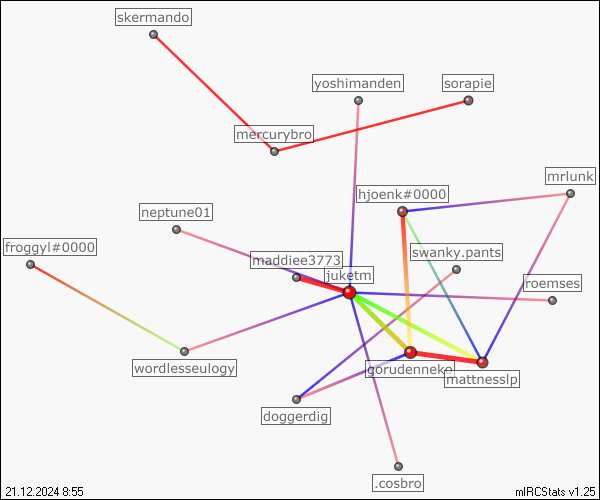 skermando
yoshimanden
sorapie
mercurybro
mrlunk
hjoenk#0000
neptune01
froggyl#0000
swanky.pants
maddiee3773
juketm
roemses
wordlesseulogy
gorudenneko
mattnesslp
doggerdig
.cosbro
21.12.2024 8:55
mIRCStats v1.25